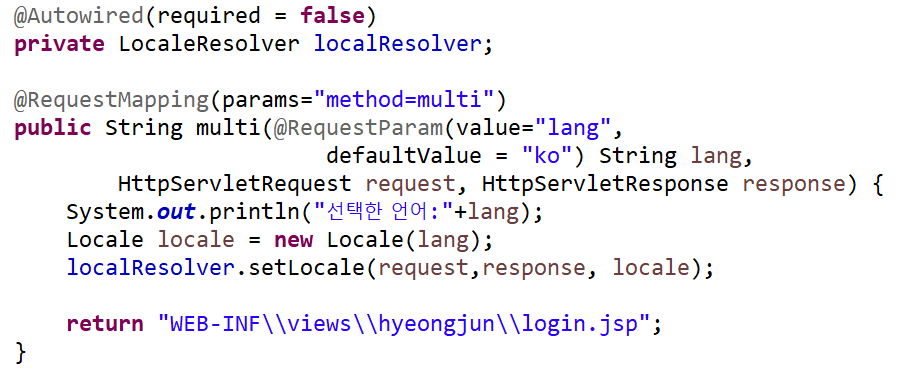 @Autowired(required = false)
private LocaleResolver localResolver;
@RequestMapping(params="method=multi")
public String multi(@RequestParam(value="lang",
defaultValue = "ko") String lang,
HttpServletRequest request, HttpServletResponse response) {
System.out.println("선택한 언어:"+lang);
Locale locale = new Locale(lang);
localResolver.setLocale(request,response, locale);
return "WEB-INF\\views\\hyeongjun\\login.jsp";
}